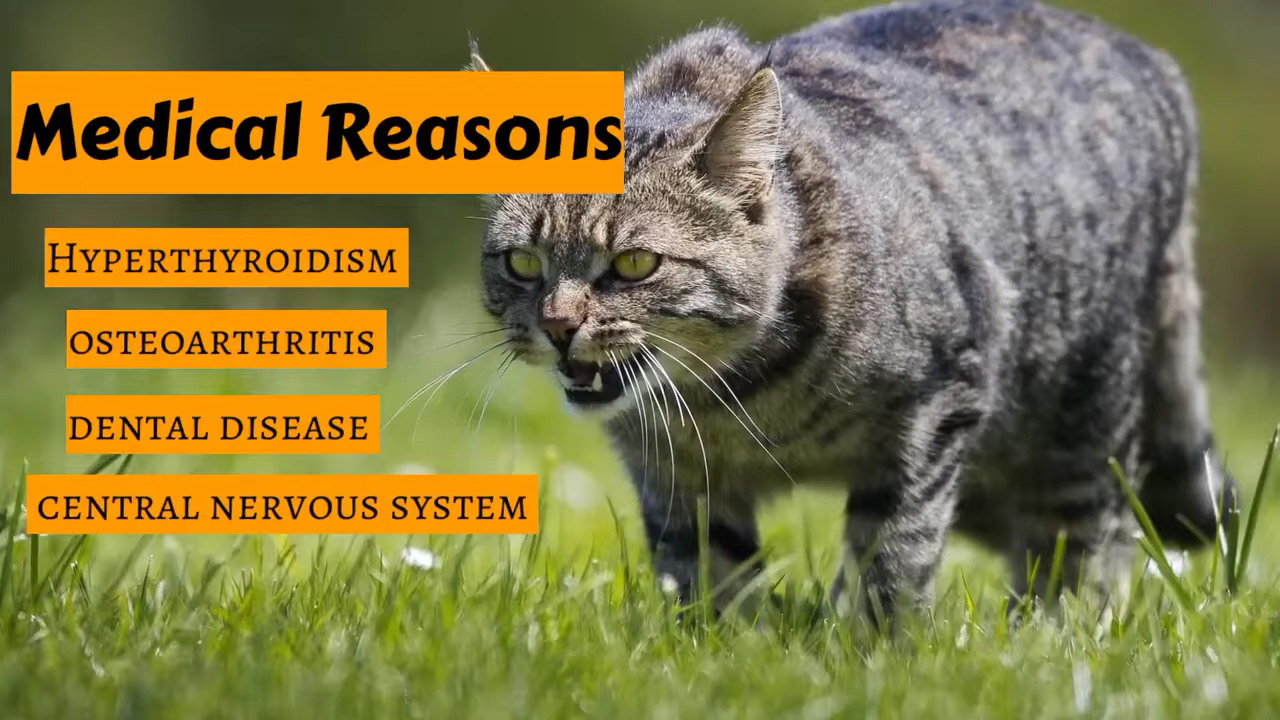 Medical Reasons
Hyperthyroidism
osteoarthritis
dental disease
central nervous system